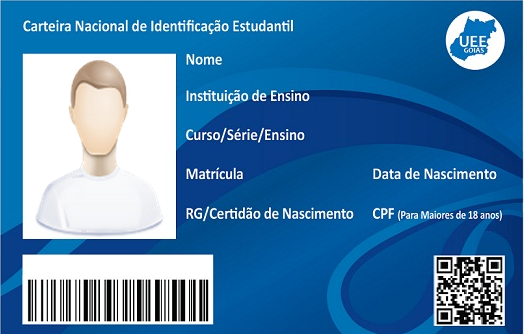 Carteira Nacional de Identificação Estudantil
UEE
GOIÁS
Nome
Instituição de Ensino
Curso/Série/Ensino
Matrícula
Data de Nascimento
RG/Certidão de Nascimento
CPF (Para Maiores de 18 anos)